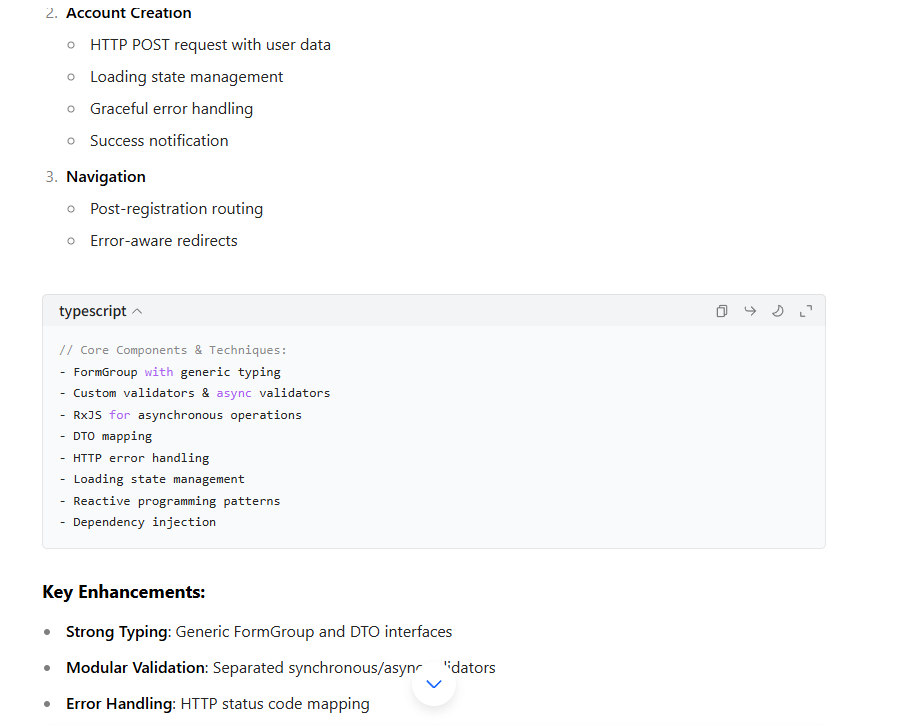 2. Account Creation
HTTP POST request with user data
Loading state management
Graceful error handling
Success notification
3. Navigation
Post-registration routing
Error-aware redirects
typescript
// Core Components & Techniques:
- FormGroup with generic typing
- Custom validators & async validators
- RxJS for asynchronous operations
- DTO mapping
- HTTP error handling
- Loading state management
- Reactive programming patterns
- Dependency injection
Key Enhancements:
Strong Typing: Generic FormGroup and DTO interfaces
Modular Validation: Separated synchronous/
Error Handling: HTTP status code mapping